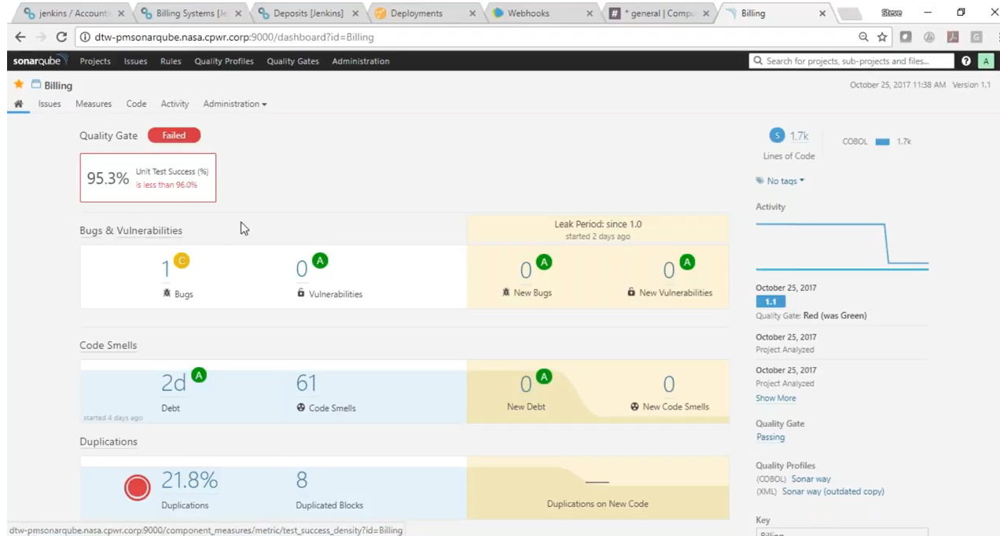 jenkins / Accounti
Billing Systems [Je
Deposits [Jenkins]
Deployments
Webhooks
# * general | Compu
Billing
Steve
dtw-pmsonarqube.nasa.cpwr.corp:9000/dashboard?id=Billing
sonarqube Projects Issues Rules Quality Profiles Quality Gates Administration
Search for projects, sub-projects and files...
? A
Billing
October 25, 2017 11:38 AM Version 1.1
Issues Measures Code Activity Administration
Quality Gate Failed
95.3% Unit Test Success (%)
is less than 96.0%
Bugs & Vulnerabilities
Leak Period: since 1.0
started 2 days ago
1 C
Bugs
0 A
Vulnerabilities
0 A
New Bugs
0 A
New Vulnerabilities
Code Smells
2d A
Debt
61
Code Smells
started 4 days ago
0 A
New Debt
0
New Code Smells
Duplications
21.8%
Duplications
8
Duplicated Blocks
Duplications on New Code
S 1.7k
Lines of Code
COBOL 1.7k
No tags
Activity
October 25, 2017
1.1
Quality Gate: Red (was Green)
October 25, 2017
Project Analyzed
October 25, 2017
Project Analyzed
Show More
Quality Gate
Passing
Quality Profiles
(COBOL) Sonar way
(XML) Sonar way (outdated copy)
Key
Billing
dtw-pmsonarqube.nasa.cpwr.corp:9000/component_measures/metric/test_success_density?id=Billing